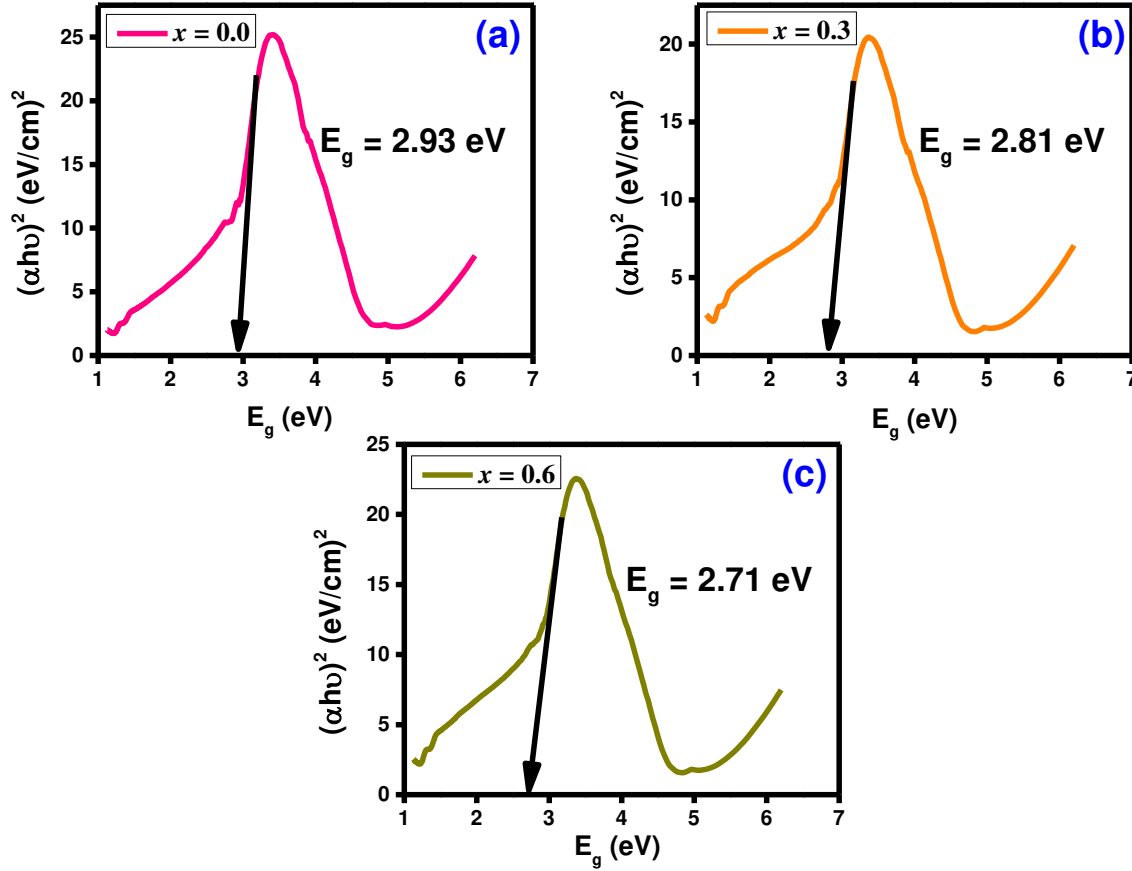 x = 0.0
(a)
E_g = 2.93 eV
(αhυ)² (eV/cm)²
25
20
15
10
5
0
1 2 3 4 5 6 7
E_g (eV)
x = 0.3
(b)
E_g = 2.81 eV
(αhυ)² (eV/cm)²
20
15
10
5
0
1 2 3 4 5 6 7
E_g (eV)
x = 0.6
(c)
E_g = 2.71 eV
(αhυ)² (eV/cm)²
25
20
15
10
5
0
1 2 3 4 5 6 7
E_g (eV)